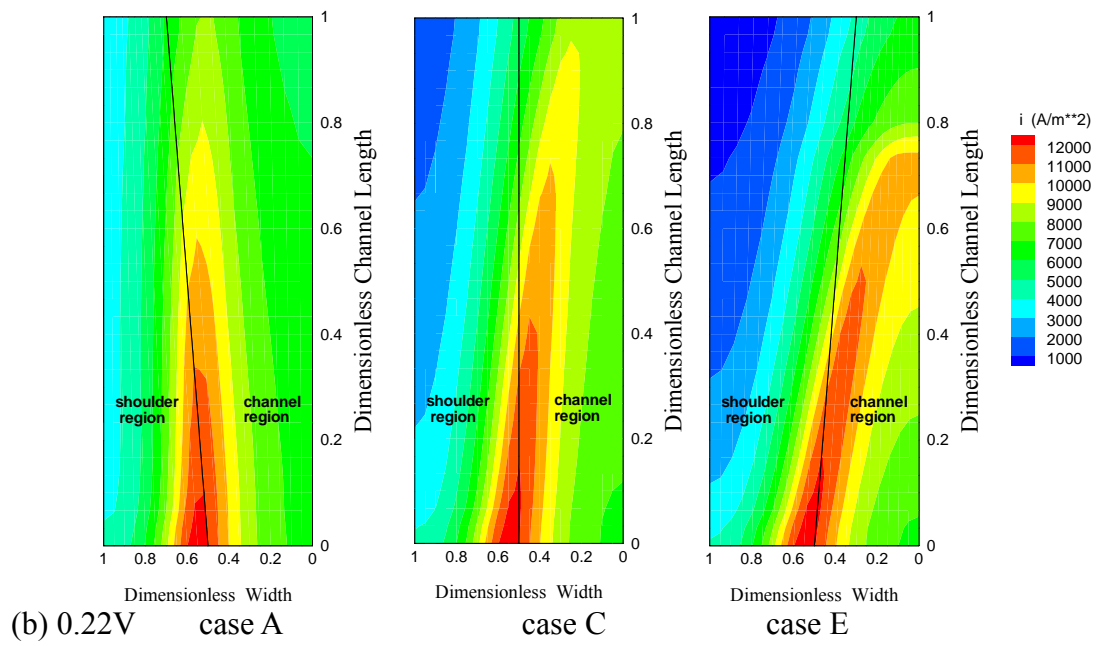 1
0.8
0.6
0.4
0.2
0
1 0.8 0.6 0.4 0.2 0
Dimensionless Channel Length
Dimensionless Width
shoulder
region
channel
region
1
0.8
0.6
0.4
0.2
0
1 0.8 0.6 0.4 0.2 0
Dimensionless Channel Length
Dimensionless Width
shoulder
region
channel
region
1
0.8
0.6
0.4
0.2
0
1 0.8 0.6 0.4 0.2 0
Dimensionless Channel Length
Dimensionless Width
shoulder
region
channel
region
i (A/m**2)
12000
11000
10000
9000
8000
7000
6000
5000
4000
3000
2000
1000
(b) 0.22V case A case C case E